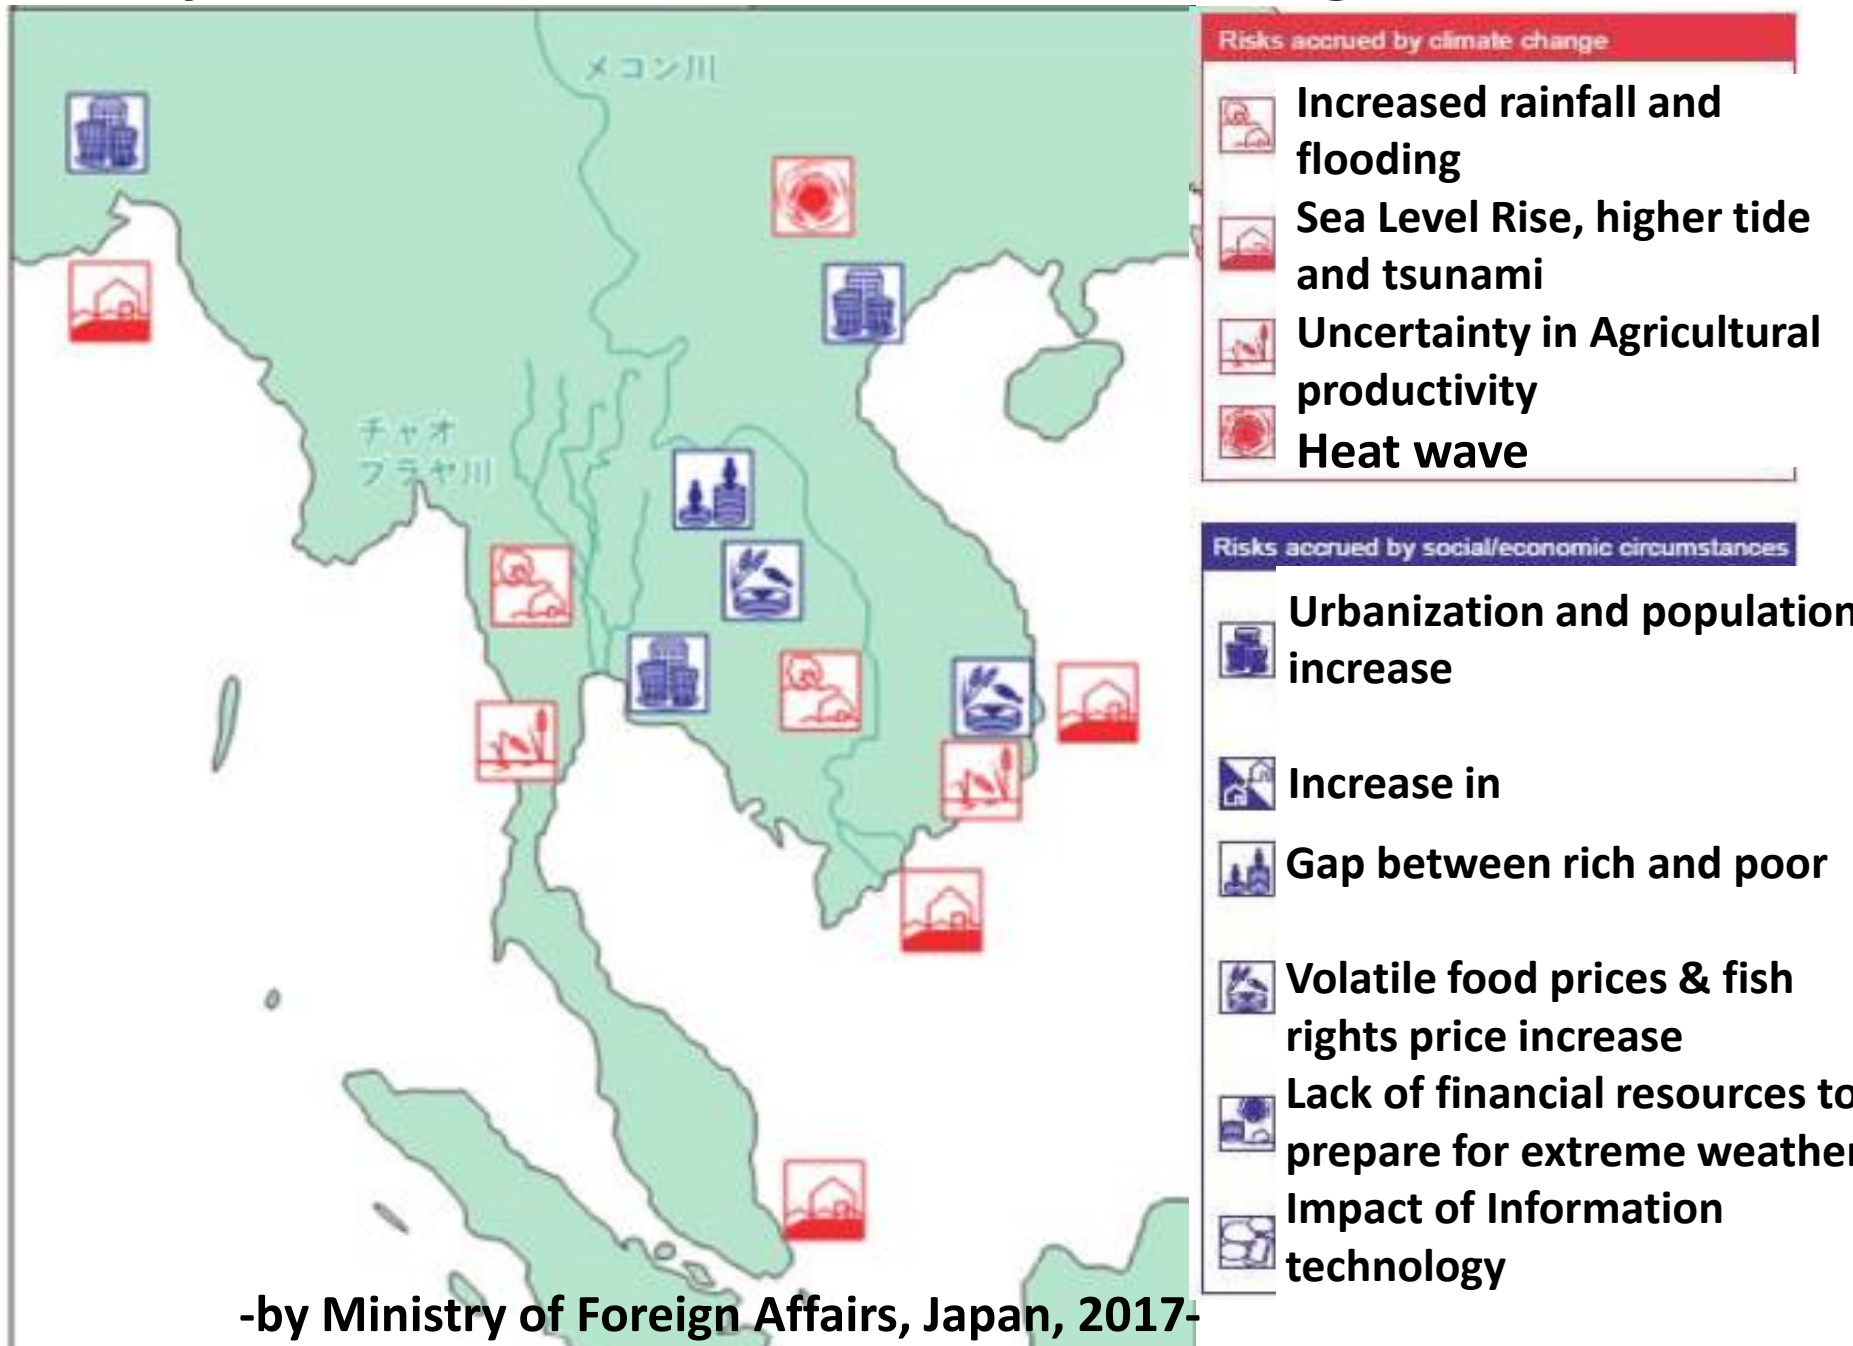 メコン川
チャオ
プラヤ川
-by Ministry of Foreign Affairs, Japan, 2017-
Risks accrued by climate change
Increased rainfall and
flooding
Sea Level Rise, higher tide
and tsunami
Uncertainty in Agricultural
productivity
Heat wave
Risks accrued by social/economic circumstances
Urbanization and population
increase
Increase in
Gap between rich and poor
Volatile food prices & fish
rights price increase
Lack of financial resources to
prepare for extreme weather
Impact of Information
technology